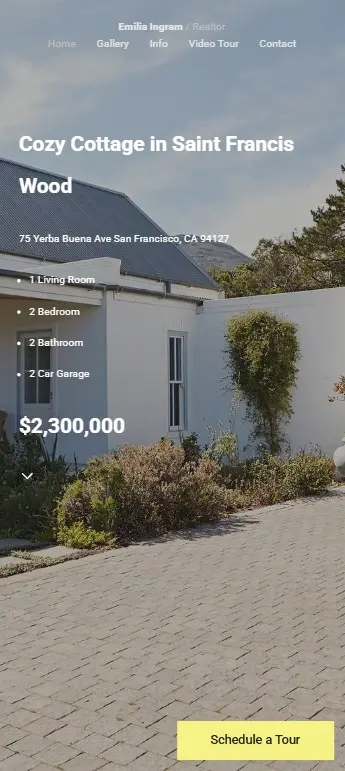 Emilia Ingram / Realtor
Home Gallery Info Video Tour Contact
Cozy Cottage in Saint Francis
Wood
75 Yerba Buena Ave San Francisco, CA 94127
1 Living Room
2 Bedroom
2 Bathroom
2 Car Garage
$2,300,000
Schedule a Tour